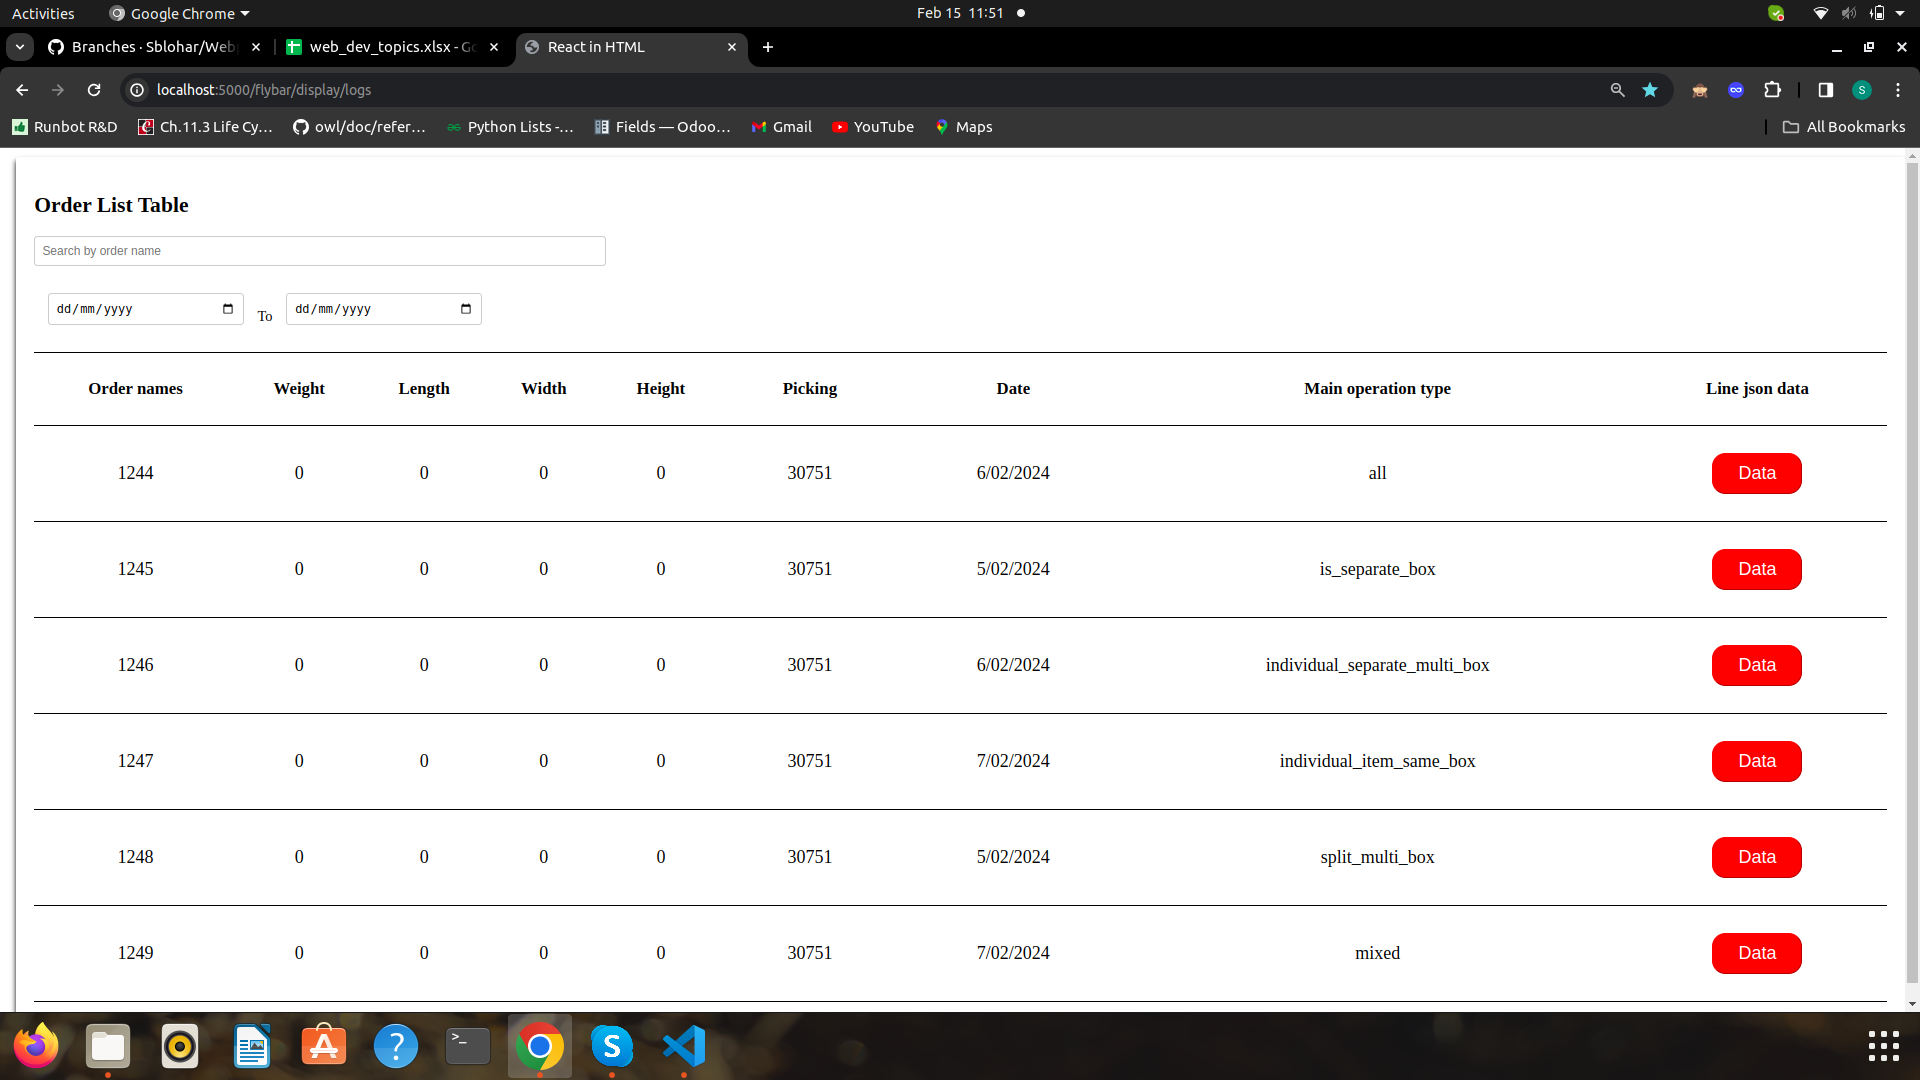 Activities Google Chrome Feb 15 11:51
Branches · Sblohar/Web web_dev_topics.xlsx - Go React in HTML
localhost:5000/flybar/display/logs S
Runbot R&D Ch.11.3 Life Cy... owl/doc/refer... Python Lists -... Fields — Odoo... Gmail YouTube Maps All Bookmarks
Order List Table
Search by order name
dd/mm/yyyy To dd/mm/yyyy
Order names Weight Length Width Height Picking Date Main operation type Line json data
1244 0 0 0 0 30751 6/02/2024 all Data
1245 0 0 0 0 30751 5/02/2024 is_separate_box Data
1246 0 0 0 0 30751 6/02/2024 individual_separate_multi_box Data
1247 0 0 0 0 30751 7/02/2024 individual_item_same_box Data
1248 0 0 0 0 30751 5/02/2024 split_multi_box Data
1249 0 0 0 0 30751 7/02/2024 mixed Data